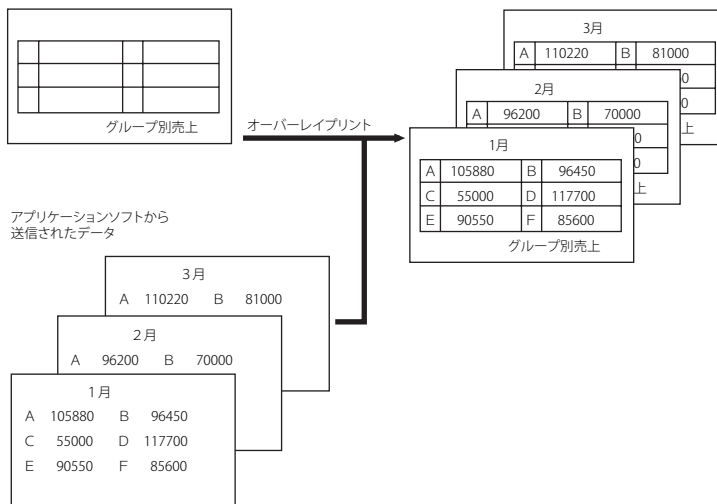 グループ別売上
オーバーレイプリント
3月
A 110220 B 81000
0
0
上
2月
A 96200 B 70000
0
0
上
1月
A 105880 B 96450
C 55000 D 117700
E 90550 F 85600
グループ別売上
アプリケーションソフトから
送信されたデータ
3月
A 110220 B 81000
2月
A 96200 B 70000
1月
A 105880 B 96450
C 55000 D 117700
E 90550 F 85600